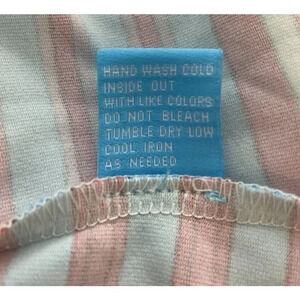 HAND WASH COLD
INSIDE OUT
WITH LIKE COLORS
DO NOT BLEACH
TUMBLE DRY LOW
COOL IRON
AS NEEDED